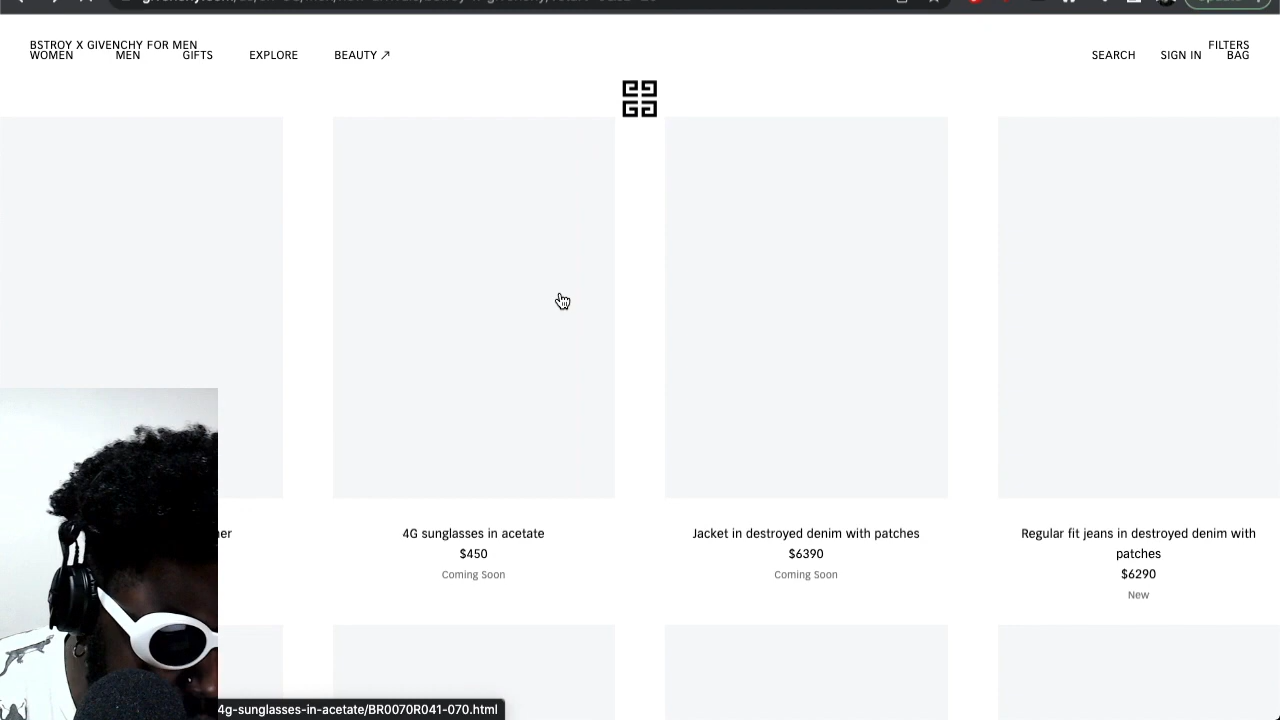 BSTROY X GIVENCHY FOR MEN
FILTERS
WOMEN MEN GIFTS EXPLORE BEAUTY ↗ SEARCH SIGN IN BAG
4G sunglasses in acetate
$450
Coming Soon
Jacket in destroyed denim with patches
$6390
Coming Soon
Regular fit jeans in destroyed denim with
patches
$6290
New
4g-sunglasses-in-acetate/BR0070R041-070.html